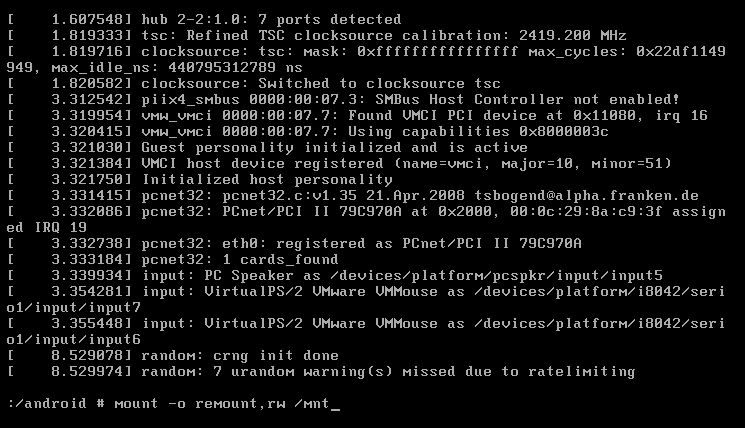 [    1.607548] hub 2-2:1.0: 7 ports detected
[    1.819333] tsc: Refined TSC clocksource calibration: 2419.200 MHz
[    1.819716] clocksource: tsc: mask: 0xffffffffffffffff max_cycles: 0x22df1149
949, max_idle_ns: 440795312789 ns
[    1.820582] clocksource: Switched to clocksource tsc
[    3.312542] piix4_smbus 0000:00:07.3: SMBus Host Controller not enabled!
[    3.319954] vmw_vmci 0000:00:07.7: Found VMCI PCI device at 0x11080, irq 16
[    3.320415] vmw_vmci 0000:00:07.7: Using capabilities 0x8000003c
[    3.321030] Guest personality initialized and is active
[    3.321384] VMCI host device registered (name=vmci, major=10, minor=51)
[    3.321750] Initialized host personality
[    3.331415] pcnet32: pcnet32.c:v1.35 21.Apr.2008 tsbogend@alpha.franken.de
[    3.332086] pcnet32: PCnet/PCI II 79C970A at 0x2000, 00:0c:29:8a:c9:3f assign
ed IRQ 19
[    3.332738] pcnet32: eth0: registered as PCnet/PCI II 79C970A
[    3.333184] pcnet32: 1 cards_found
[    3.339934] input: PC Speaker as /devices/platform/pcspkr/input/input5
[    3.354281] input: VirtualPS/2 VMware VMMouse as /devices/platform/i8042/seri
o1/input/input7
[    3.355448] input: VirtualPS/2 VMware VMMouse as /devices/platform/i8042/seri
o1/input/input6
[    8.529078] random: crng init done
[    8.529974] random: 7 urandom warning(s) missed due to ratelimiting
:/android # mount -o remount,rw /mnt_